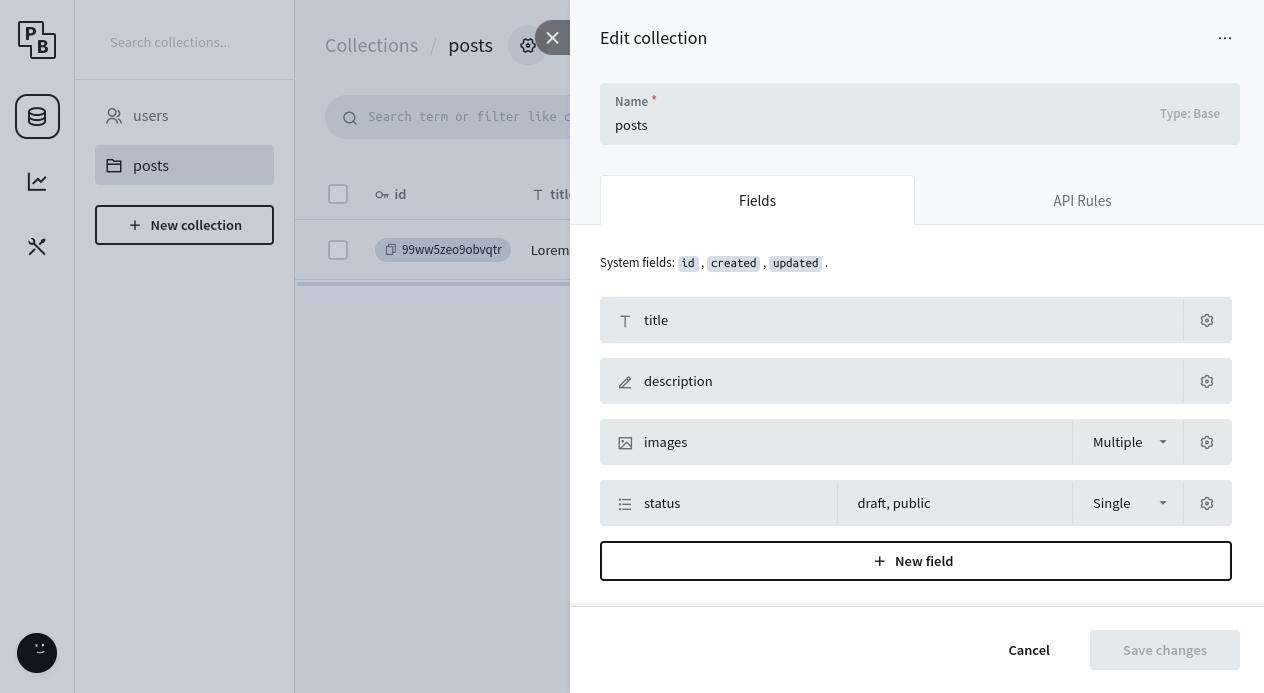 PB
Search collections...
users
posts
New collection
Collections / posts
Search term or filter like c
id
title
99ww5zeo9obvqtr
Lorem
Edit collection
...
Name *
posts
Type: Base
Fields
API Rules
System fields: id , created , updated .
title
description
images
Multiple
status
draft, public
Single
New field
Cancel
Save changes